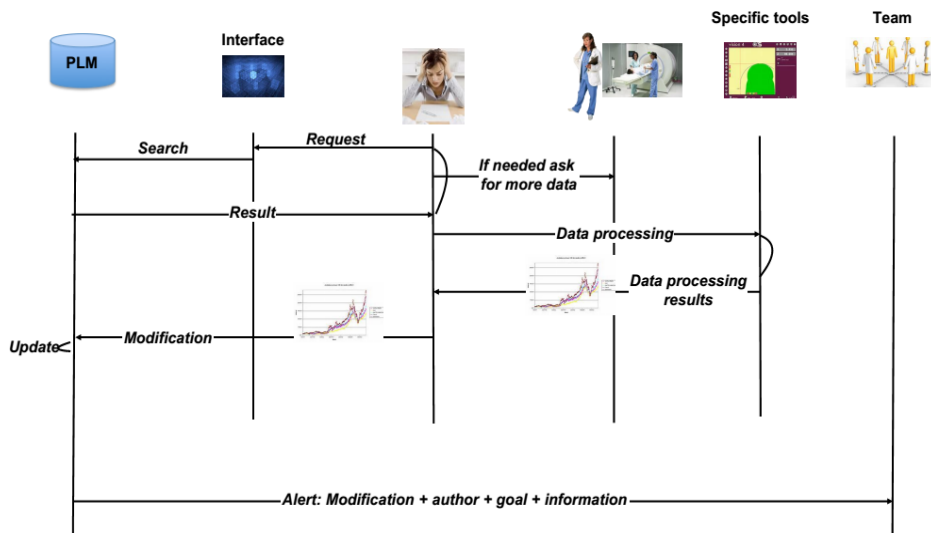 PLM
Interface
Specific tools
Team
Search
Request
If needed ask
for more data
Result
Data processing
Data processing
results
Modification
Update
Alert: Modification + author + goal + information